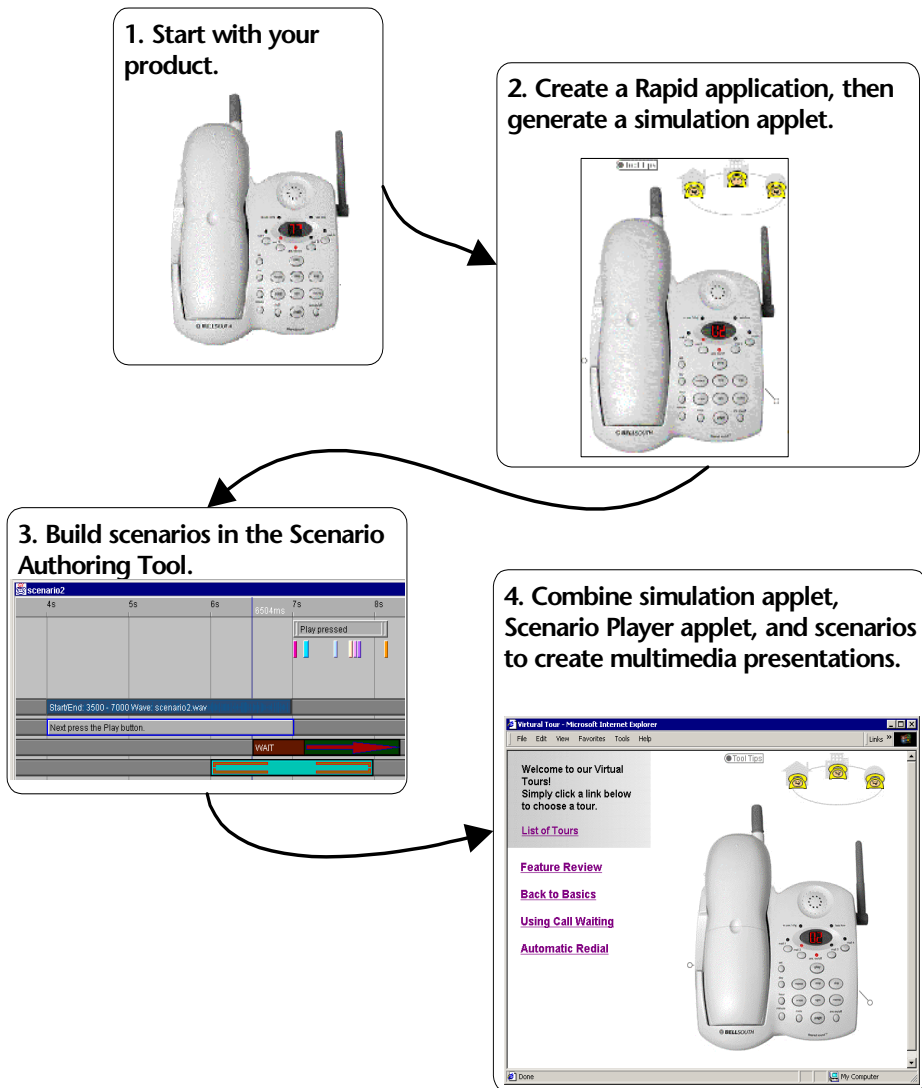 1. Start with your
product.
BELLSOUTH
2. Create a Rapid application, then
generate a simulation applet.
Tool Tips
02
BELLSOUTH
3. Build scenarios in the Scenario
Authoring Tool.
scenario2
4s 5s 6s 6504ms 7s 8s
Play pressed
Start/End: 3500 - 7000 Wave: scenario2.wav
Next press the Play button.
WAIT
4. Combine simulation applet,
Scenario Player applet, and scenarios
to create multimedia presentations.
Virtural Tour - Microsoft Internet Explorer
File Edit View Favorites Tools Help Links »
Tool Tips
Welcome to our Virtual
Tours!
Simply click a link below
to choose a tour.
List of Tours
Feature Review
Back to Basics
Using Call Waiting
Automatic Redial
02
BELLSOUTH
Done My Computer